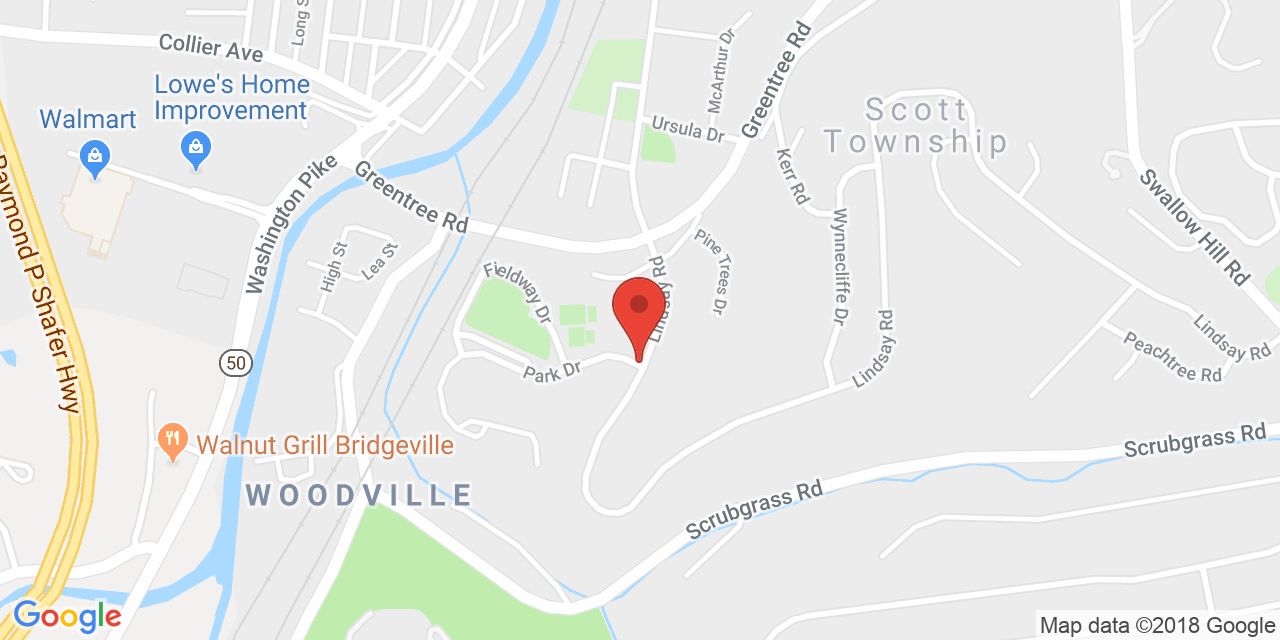 Long S
Collier Ave
Lowe's Home
Improvement
Walmart
McArthur Dr
Greentree Rd
Ursula Dr
Scott
Township
Kerr Rd
Swallow Hill Rd
Washington Pike
Greentree Rd
Raymond P Shafer Hwy
High St
Lea St
Wynnecliffe Dr
Pine Trees Dr
Lindsay Rd
Fieldway Dr
Lindsay Rd
Lindsay Rd
Peachtree Rd
50
Park Dr
Walnut Grill Bridgeville
Scrubgrass Rd
WOODVILLE
Scrubgrass Rd
Google
Map data ©2018 Google